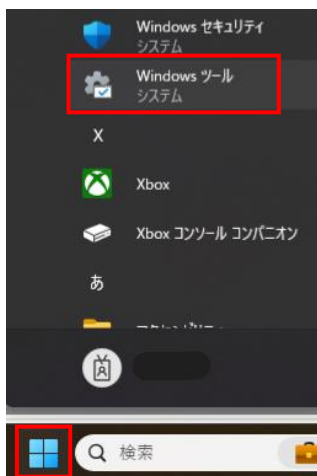 Windows セキュリティ
システム
Windows ツール
システム
X
Xbox
Xbox コンソール コンパニオン
あ
検索